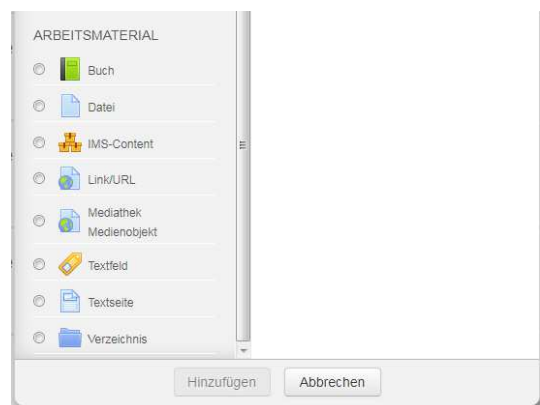 ARBEITSMATERIAL
Buch
Datei
IMS-Content
Link/URL
Mediathek
Medienobjekt
Textfeld
Textseite
Verzeichnis
Hinzufügen Abbrechen